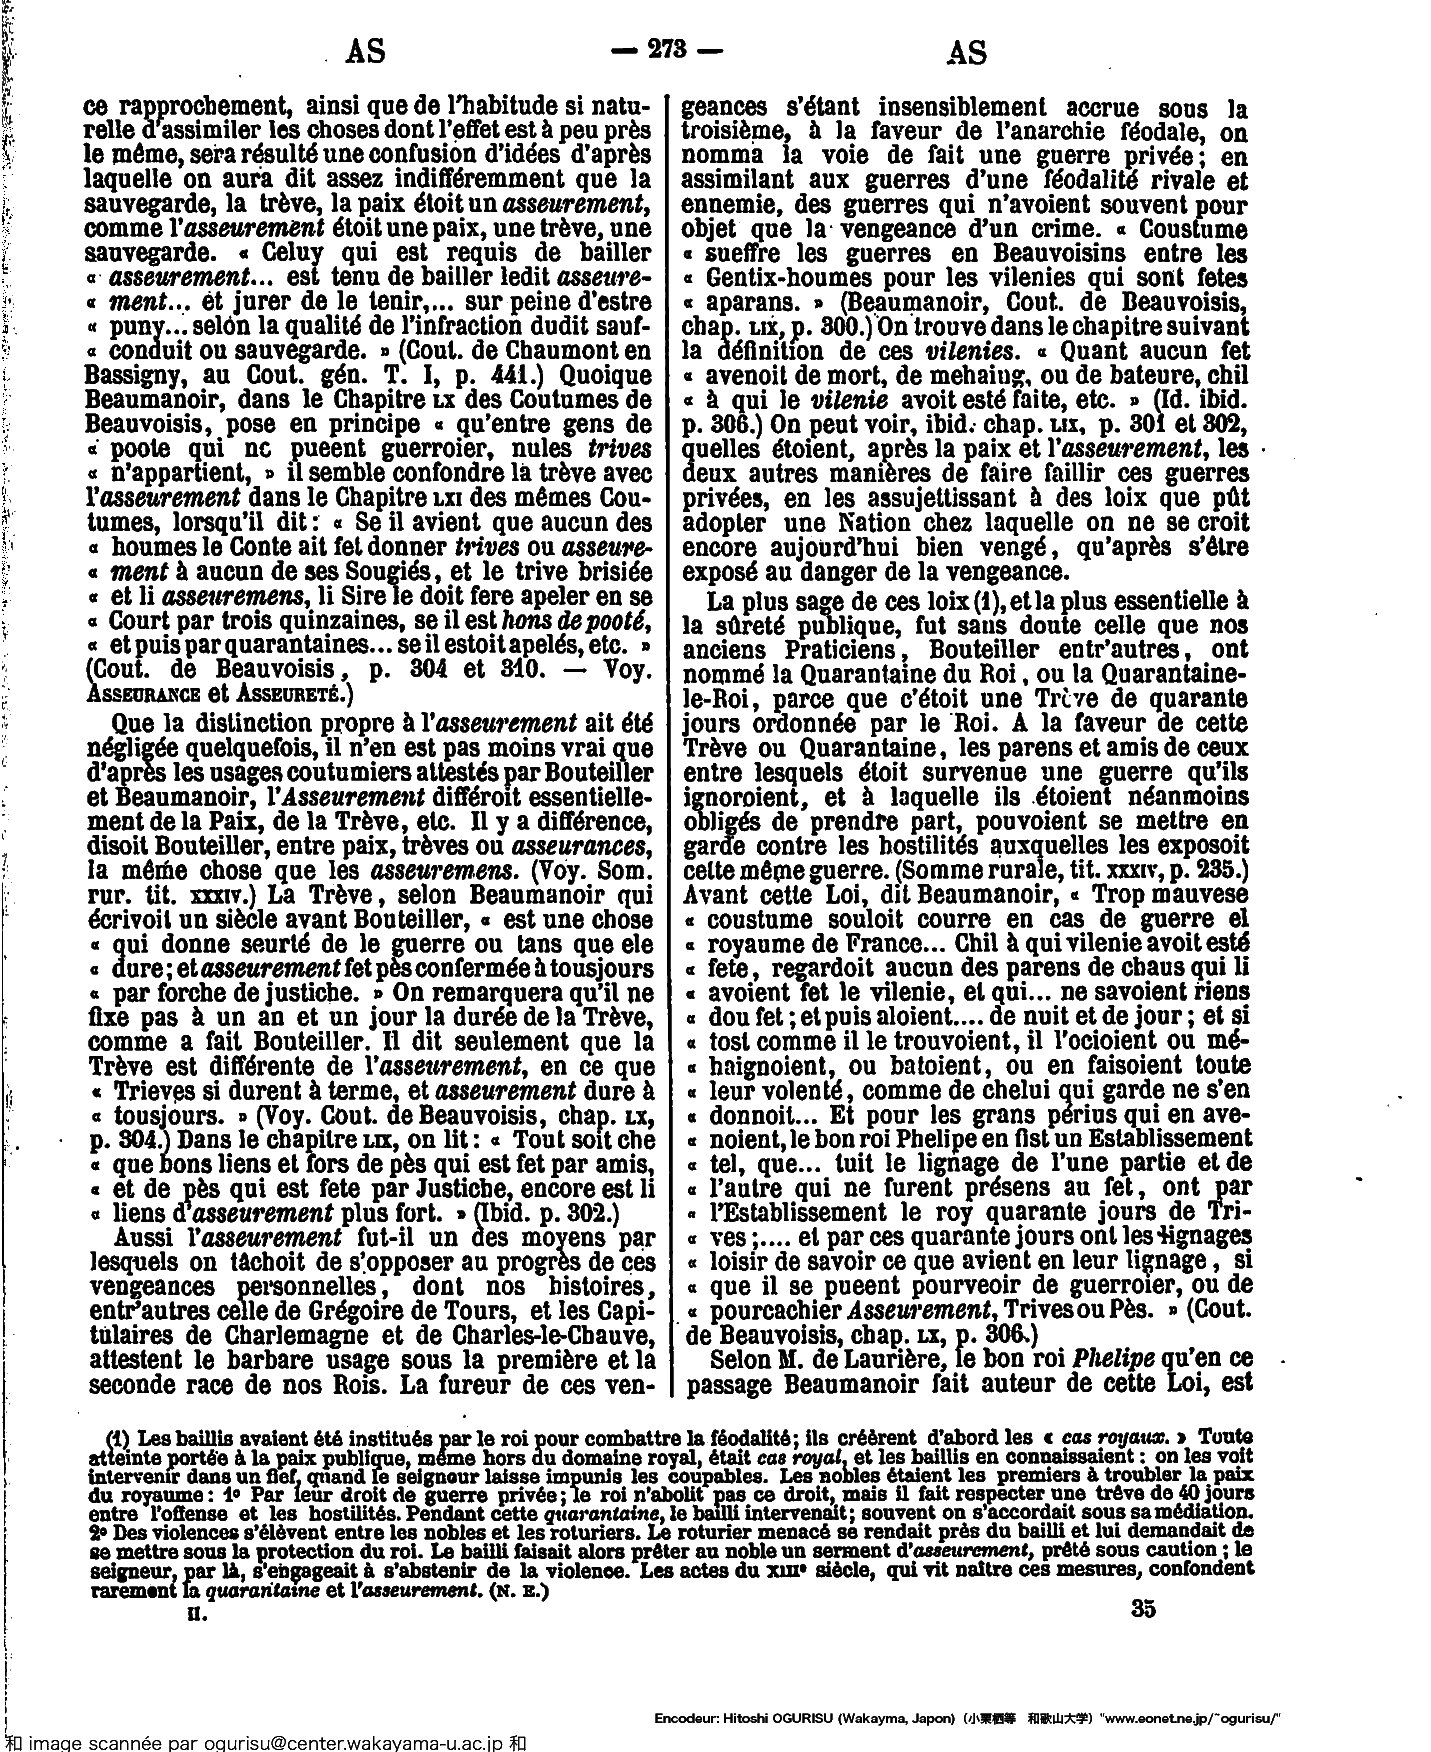 AS
— 273 —
AS
ce rapprochement, ainsi que de l'habitude si natu-
relle d'assimiler les choses dont l'effet est à peu près
le même, sera résulté une confusion d'idées d'après
laquelle on aura dit assez indifféremment que la
sauvegarde, la trève, la paix étoit un asseurement,
comme l'asseurement étoit une paix, une trève, une
sauvegarde. « Celuy qui est requis de bailler
« asseurement... est tenu de bailler ledit asseure-
« ment... et jurer de le tenir,... sur peine d'estre
« puny... selon la qualité de l'infraction dudit sauf-
« conduit ou sauvegarde. » (Cout. de Chaumont en
Bassigny, au Cout. gén. T. I, p. 441.) Quoique
Beaumanoir, dans le Chapitre LX des Coutumes de
Beauvoisis, pose en principe « qu'entre gens de
« poote qui ne pueent guerroier, nules trives
« n'appartient, » il semble confondre la trève avec
l'asseurement dans le Chapitre LXI des mêmes Cou-
tumes, lorsqu'il dit : « Se il avient que aucun des
« houmes le Conte ait fet donner trives ou asseure-
« ment à aucun de ses Sougiés, et le trive brisiée
« et li asseuremens, li Sire le doit fere apeler en se
« Court par trois quinzaines, se il est hons de pooté,
« et puis par quarantaines... se il estoit apelés, etc. »
(Cout. de Beauvoisis, p. 304 et 310. — Voy.
ASSEURANCE et ASSEURETÉ.)
Que la distinction propre à l'asseurement ait été
négligée quelquefois, il n'en est pas moins vrai que
d'après les usages coutumiers attestés par Bouteiller
et Beaumanoir, l'Asseurement différoit essentielle-
ment de la Paix, de la Trève, etc. Il y a différence,
disoit Bouteiller, entre paix, trèves ou asseurances,
la même chose que les asseuremens. (Voy. Som.
rur. tit. XXXIV.) La Trève, selon Beaumanoir qui
écrivoit un siècle avant Bouteiller, « est une chose
« qui donne seurté de le guerre ou tans que ele
« dure ; et asseurement fet pès confermée à tousjours
« par forche de justiche. » On remarquera qu'il ne
fixe pas à un an et un jour la durée de la Trève,
comme a fait Bouteiller. Il dit seulement que la
Trève est différente de l'asseurement, en ce que
« Trieves si durent à terme, et asseurement dure à
« tousjours. » (Voy. Cout. de Beauvoisis, chap. LX,
p. 304.) Dans le chapitre LIX, on lit : « Tout soit che
« que bons liens et fors de pès qui est fet par amis,
« et de pès qui est fete par Justiche, encore est li
« liens d'asseurement plus fort. » (Ibid. p. 302.)
Aussi l'asseurement fut-il un des moyens par
lesquels on tâchoit de s'opposer au progrès de ces
vengeances personnelles, dont nos histoires,
entr'autres celle de Grégoire de Tours, et les Capi-
tulaires de Charlemagne et de Charles-le-Chauve,
attestent le barbare usage sous la première et la
seconde race de nos Rois. La fureur de ces ven-
geances s'étant insensiblement accrue sous la
troisième, à la faveur de l'anarchie féodale, on
nomma la voie de fait une guerre privée ; en
assimilant aux guerres d'une féodalité rivale et
ennemie, des guerres qui n'avoient souvent pour
objet que la vengeance d'un crime. « Coustume
« sueffre les guerres en Beauvoisins entre les
« Gentix-houmes pour les vilenies qui sont fetes
« aparans. » (Beaumanoir, Cout. de Beauvoisis,
chap. LIX, p. 300.) On trouve dans le chapitre suivant
la définition de ces vilenies. « Quant aucun fet
« avenoit de mort, de mehaing, ou de bateure, chil
« à qui le vilenie avoit esté faite, etc. » (Id. ibid.
p. 306.) On peut voir, ibid. chap. LIX, p. 301 et 302,
quelles étoient, après la paix et l'asseurement, les
deux autres manières de faire faillir ces guerres
privées, en les assujettissant à des loix que pût
adopter une Nation chez laquelle on ne se croit
encore aujourd'hui bien vengé, qu'après s'être
exposé au danger de la vengeance.
La plus sage de ces loix (1), et la plus essentielle à
la sûreté publique, fut sans doute celle que nos
anciens Praticiens, Bouteiller entr'autres, ont
nommé la Quarantaine du Roi, ou la Quarantaine-
le-Roi, parce que c'étoit une Trève de quarante
jours ordonnée par le Roi. A la faveur de cette
Trève ou Quarantaine, les parens et amis de ceux
entre lesquels étoit survenue une guerre qu'ils
ignoroient, et à laquelle ils étoient néanmoins
obligés de prendre part, pouvoient se mettre en
garde contre les hostilités auxquelles les exposoit
cette même guerre. (Somme rurale, tit. XXXIV, p. 235.)
Avant cette Loi, dit Beaumanoir, « Trop mauvese
« coustume souloit courre en cas de guerre el
« royaume de France... Chil à qui vilenie avoit esté
« fete, regardoit aucun des parens de chaus qui li
« avoient fet le vilenie, et qui... ne savoient riens
« dou fet ; et puis aloient.... de nuit et de jour ; et si
« tost comme il le trouvoient, il l'ocioient ou mé-
« haignoient, ou batoient, ou en faisoient toute
« leur volenté, comme de chelui qui garde ne s'en
« donnoit... Et pour les grans périus qui en ave-
« noient, le bon roi Phelipe en fist un Establissement
« tel, que... tuit le lignage de l'une partie et de
« l'autre qui ne furent présens au fet, ont par
« l'Establissement le roy quarante jours de Tri-
« ves ;.... et par ces quarante jours ont les lignages
« loisir de savoir ce que avient en leur lignage, si
« que il se pueent pourveoir de guerroier, ou de
« pourcachier Asseurement, Trives ou Pès. » (Cout.
de Beauvoisis, chap. LX, p. 306.)
Selon M. de Laurière, le bon roi Phelipe qu'en ce
passage Beaumanoir fait auteur de cette Loi, est
(1) Les baillis avaient été institués par le roi pour combattre la féodalité ; ils créèrent d'abord les « cas royaux. » Toute
atteinte portée à la paix publique, même hors du domaine royal, était cas royal, et les baillis en connaissaient : on les voit
intervenir dans un fief, quand le seigneur laisse impunis les coupables. Les nobles étaient les premiers à troubler la paix
du royaume : 1º Par leur droit de guerre privée ; le roi n'abolit pas ce droit, mais il fait respecter une trêve de 40 jours
entre l'offense et les hostilités. Pendant cette quarantaine, le bailli intervenait ; souvent on s'accordait sous sa médiation.
2º Des violences s'élèvent entre les nobles et les roturiers. Le roturier menacé se rendait près du bailli et lui demandait de
se mettre sous la protection du roi. Le bailli faisait alors prêter au noble un serment d'asseurement, prêté sous caution ; le
seigneur, par là, s'engageait à s'abstenir de la violence. Les actes du XIIIe siècle, qui vit naître ces mesures, confondent
rarement la quarantaine et l'asseurement. (N. E.)
II.
35
Encodeur: Hitoshi OGURISU (Wakayma, Japon) (小栗栖等 和歌山大学) "www.eonet.ne.jp/~ogurisu/"
和 image scannée par ogurisu@center.wakayama-u.ac.jp 和